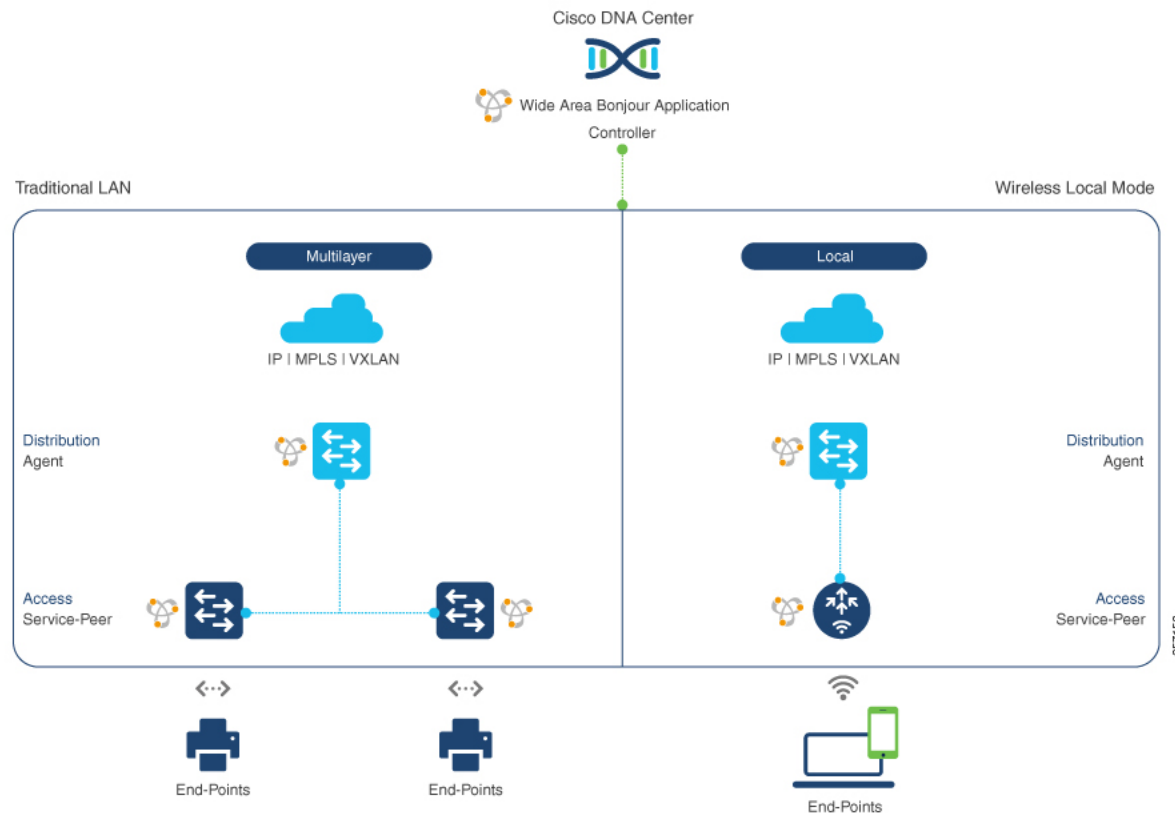 Cisco DNA Center
Wide Area Bonjour Application
Controller
Traditional LAN
Wireless Local Mode
Multilayer
Local
IP | MPLS | VXLAN
IP | MPLS | VXLAN
Distribution
Agent
Distribution
Agent
Access
Service-Peer
Access
Service-Peer
End-Points
End-Points
End-Points